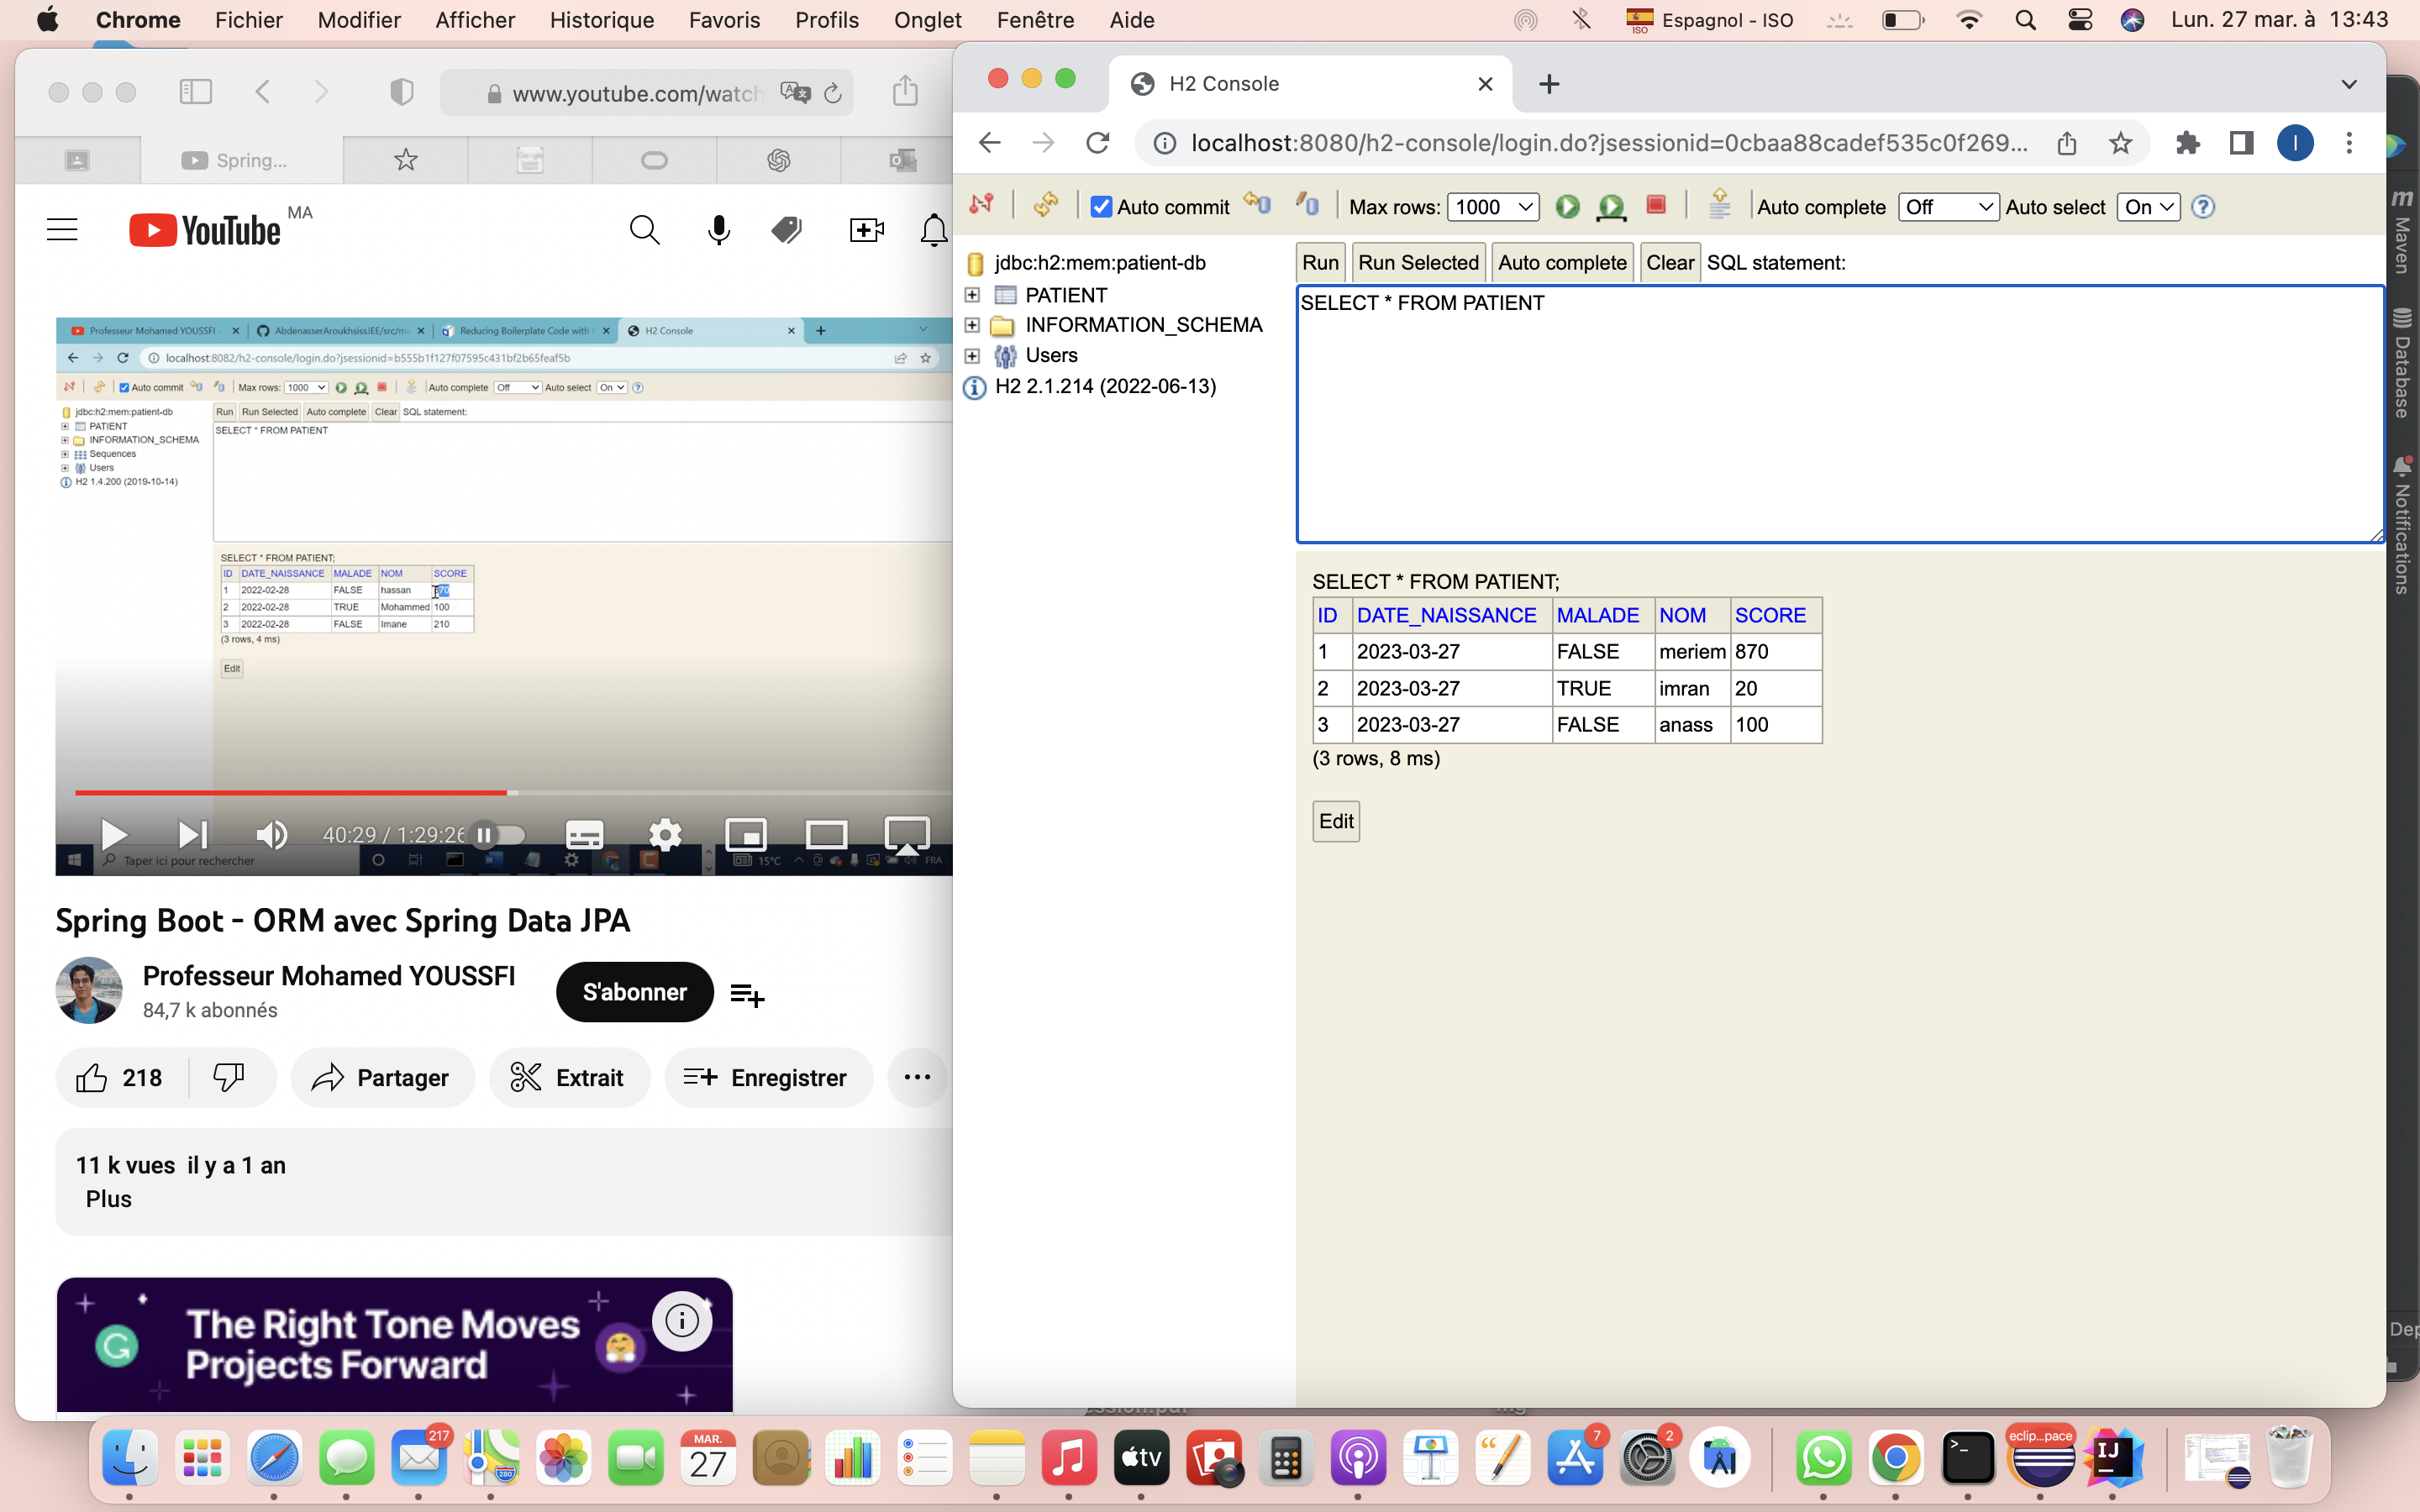 Chrome Fichier Modifier Afficher Historique Favoris Profils Onglet Fenêtre Aide
ISO Espagnol - ISO Lun. 27 mar. à 13:43
www.youtube.com/watch
Spring...
YouTube MA
Professeur Mohamed YOUSSFI - AbdenasserAroukhsissJEE/src/ma Reducing Boilerplate Code with H2 Console
localhost:8082/h2-console/login.do?jsessionid=b555b1f127f07595c431bf2b65feaf5b
Auto commit Max rows: 1000 Auto complete Off Auto select On
jdbc:h2:mem:patient-db
PATIENT
INFORMATION_SCHEMA
Sequences
Users
H2 1.4.200 (2019-10-14)
Run Run Selected Auto complete Clear SQL statement:
SELECT * FROM PATIENT
SELECT * FROM PATIENT;
ID DATE_NAISSANCE MALADE NOM SCORE
1 2022-02-28 FALSE hassan 70
2 2022-02-28 TRUE Mohammed 100
3 2022-02-28 FALSE Imane 210
(3 rows, 4 ms)
Edit
40:29 / 1:29:26
Taper ici pour rechercher 15°C FRA
Spring Boot - ORM avec Spring Data JPA
Professeur Mohamed YOUSSFI
84,7 k abonnés
S'abonner
218 Partager Extrait Enregistrer
11 k vues il y a 1 an
Plus
The Right Tone Moves
Projects Forward
H2 Console
localhost:8080/h2-console/login.do?jsessionid=0cbaa88cadef535c0f269...
I
Auto commit Max rows: 1000 Auto complete Off Auto select On
jdbc:h2:mem:patient-db
PATIENT
INFORMATION_SCHEMA
Users
H2 2.1.214 (2022-06-13)
Run Run Selected Auto complete Clear SQL statement:
SELECT * FROM PATIENT
SELECT * FROM PATIENT;
ID DATE_NAISSANCE MALADE NOM SCORE
1 2023-03-27 FALSE meriem 870
2 2023-03-27 TRUE imran 20
3 2023-03-27 FALSE anass 100
(3 rows, 8 ms)
Edit
m Maven
Database
Notifications
Dep
217
280
MAR.
27
tv
7
2
eclip...pace
IJ